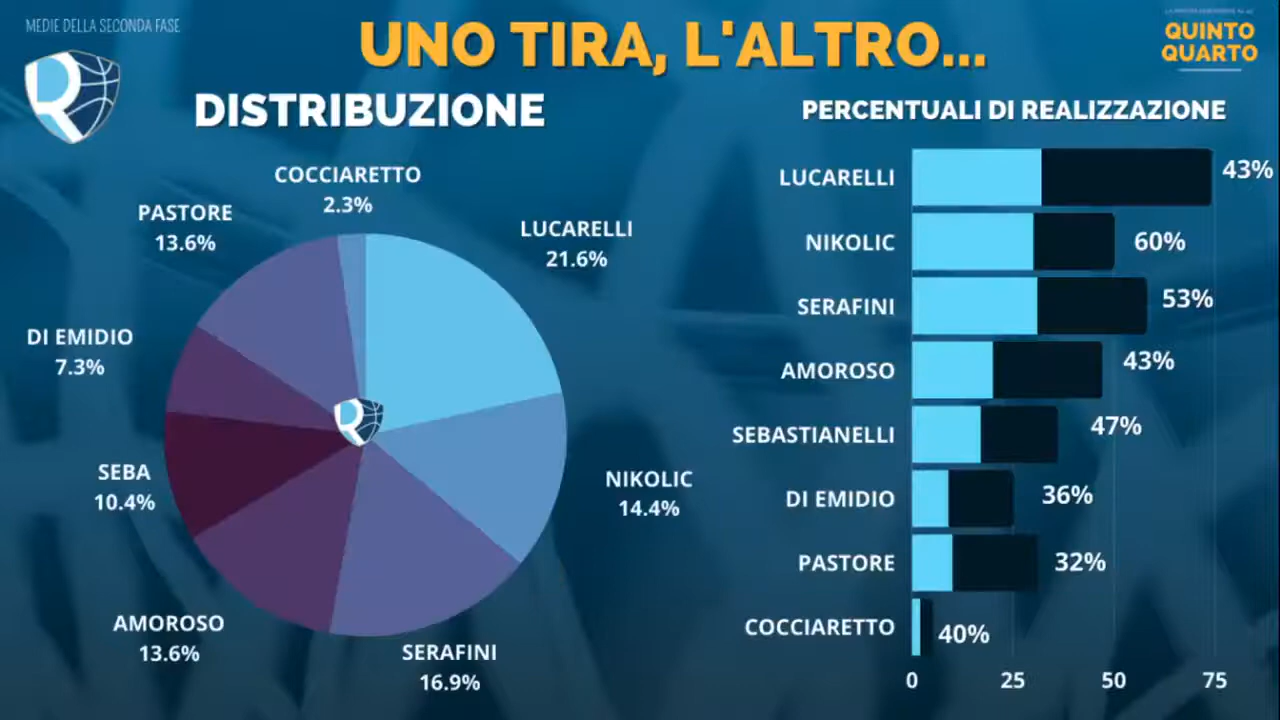 MEDIE DELLA SECONDA FASE
UNO TIRA, L'ALTRO...
QUINTO
QUARTO
DISTRIBUZIONE
COCCIARETTO
2.3%
PASTORE
13.6%
LUCARELLI
21.6%
DI EMIDIO
7.3%
SEBA
10.4%
NIKOLIC
14.4%
AMOROSO
13.6%
SERAFINI
16.9%
PERCENTUALI DI REALIZZAZIONE
LUCARELLI 43%
NIKOLIC 60%
SERAFINI 53%
AMOROSO 43%
SEBASTIANELLI 47%
DI EMIDIO 36%
PASTORE 32%
COCCIARETTO 40%
0 25 50 75